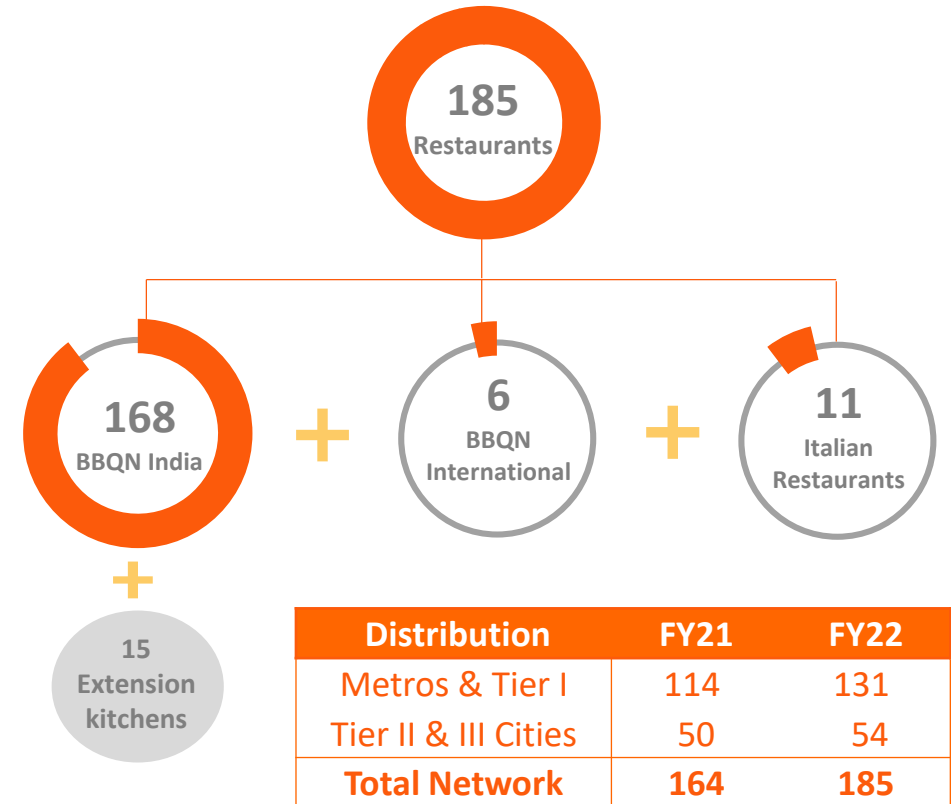 185
Restaurants
168
BBQN India
+
6
BBQN
International
+
11
Italian
Restaurants
+
15
Extension
kitchens
Distribution FY21 FY22
Metros & Tier I 114 131
Tier II & III Cities 50 54
Total Network 164 185